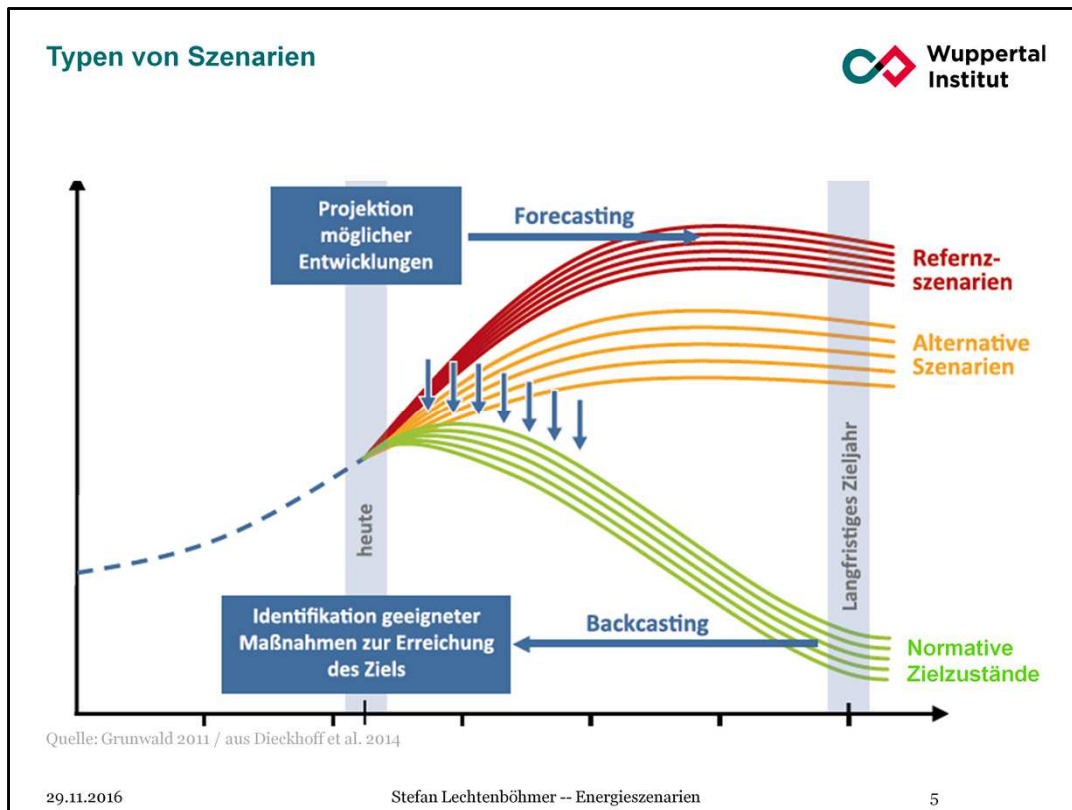 Typen von Szenarien
Wuppertal
Institut
Projektion
möglicher
Entwicklungen
Forecasting
Refernz-
szenarien
Alternative
Szenarien
heute
Langfristiges Zieljahr
Identifikation geeigneter
Maßnahmen zur Erreichung
des Ziels
Backcasting
Normative
Zielzustände
Quelle: Grunwald 2011 / aus Dieckhoff et al. 2014
29.11.2016
Stefan Lechtenböhmer -- Energieszenarien
5